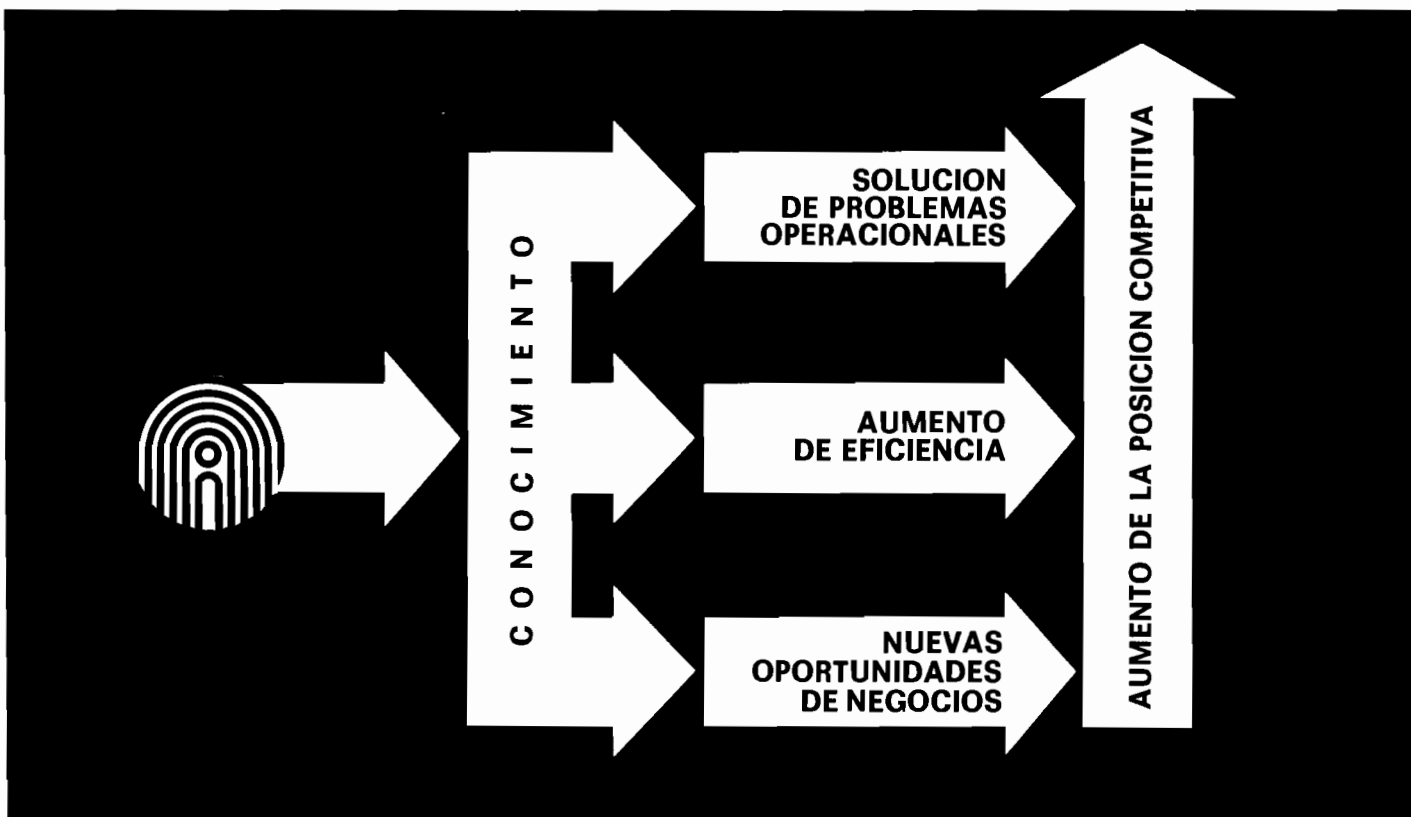 CONOCIMIENTO
SOLUCION
DE PROBLEMAS
OPERACIONALES
AUMENTO
DE EFICIENCIA
NUEVAS
OPORTUNIDADES
DE NEGOCIOS
AUMENTO DE LA POSICION COMPETITIVA